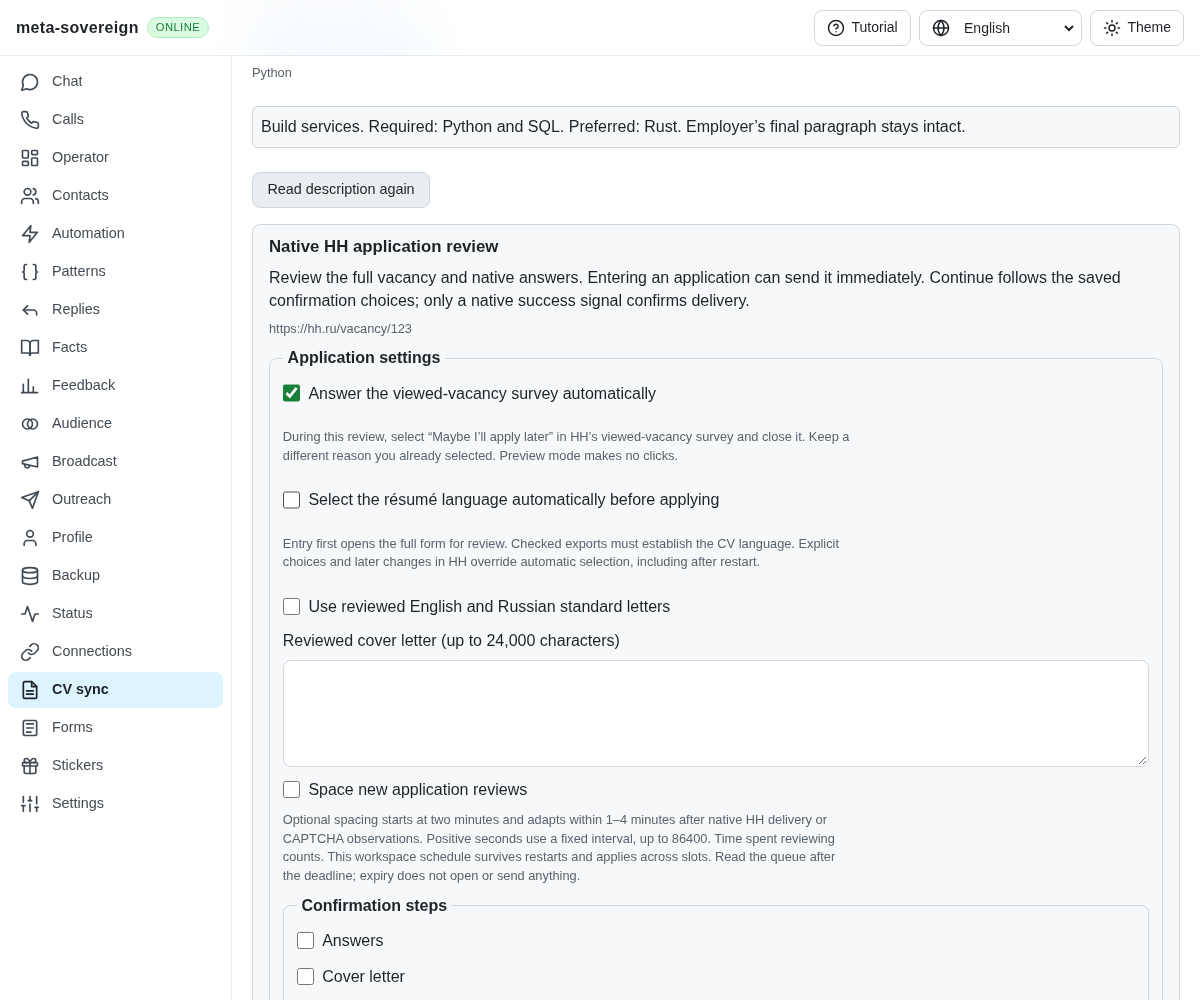 meta-sovereign ONLINE Tutorial English Theme
Chat
Calls
Operator
Contacts
Automation
Patterns
Replies
Facts
Feedback
Audience
Broadcast
Outreach
Profile
Backup
Status
Connections
CV sync
Forms
Stickers
Settings
Python
Build services. Required: Python and SQL. Preferred: Rust. Employer’s final paragraph stays intact.
Read description again
Native HH application review
Review the full vacancy and native answers. Entering an application can send it immediately. Continue follows the saved
confirmation choices; only a native success signal confirms delivery.
https://hh.ru/vacancy/123
Application settings
Answer the viewed-vacancy survey automatically
During this review, select “Maybe I’ll apply later” in HH’s viewed-vacancy survey and close it. Keep a
different reason you already selected. Preview mode makes no clicks.
Select the résumé language automatically before applying
Entry first opens the full form for review. Checked exports must establish the CV language. Explicit
choices and later changes in HH override automatic selection, including after restart.
Use reviewed English and Russian standard letters
Reviewed cover letter (up to 24,000 characters)
Space new application reviews
Optional spacing starts at two minutes and adapts within 1–4 minutes after native HH delivery or
CAPTCHA observations. Positive seconds use a fixed interval, up to 86400. Time spent reviewing
counts. This workspace schedule survives restarts and applies across slots. Read the queue after
the deadline; expiry does not open or send anything.
Confirmation steps
Answers
Cover letter